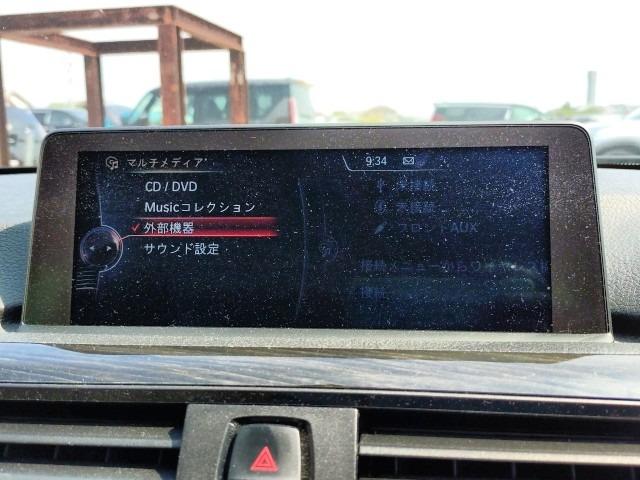 マルチメディア
9:34
CD / DVD
Musicコレクション
外部機器
サウンド設定
未接続
未接続
フロントAUX
接続